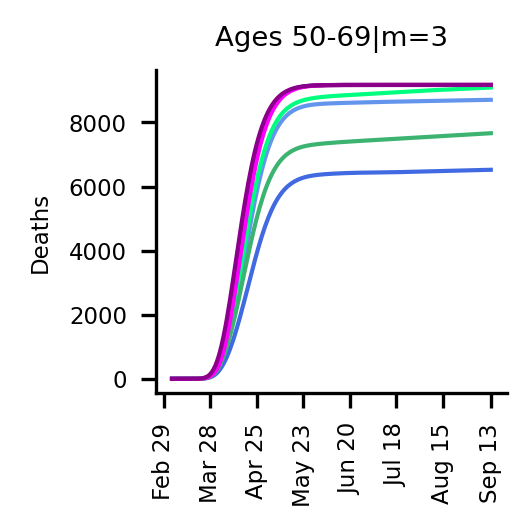 Ages 50-69|m=3
Deaths
8000
6000
4000
2000
0
Feb 29
Mar 28
Apr 25
May 23
Jun 20
Jul 18
Aug 15
Sep 13